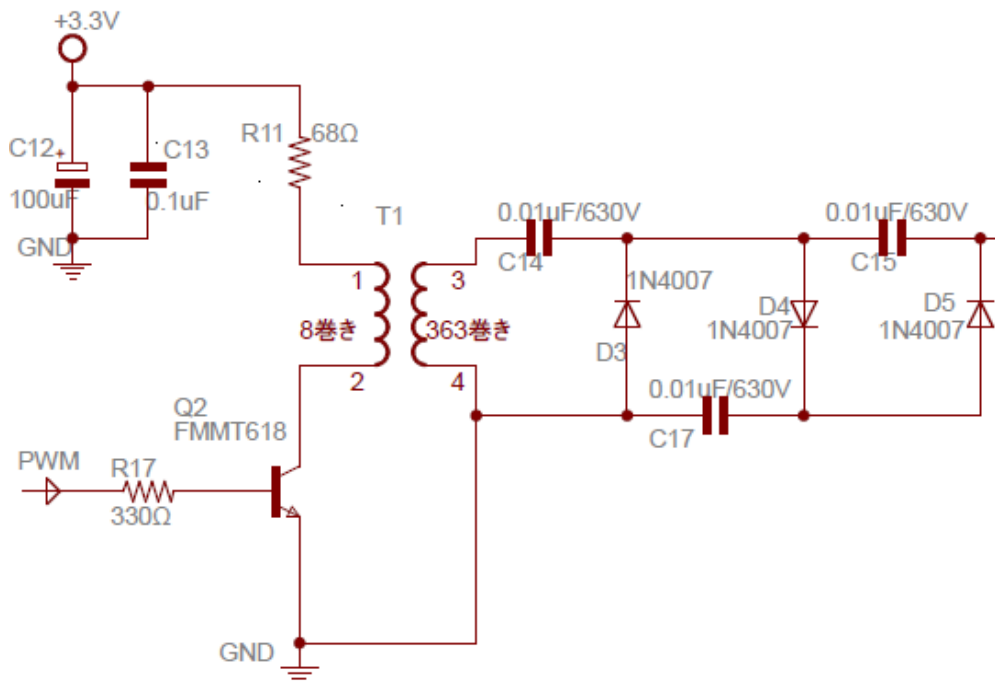 +3.3V
C12
+
100uF
C13
0.1uF
GND
R11
68Ω
T1
1
2
3
4
8巻き
363巻き
0.01uF/630V
C14
0.01uF/630V
C15
1N4007
D3
D4
1N4007
D5
1N4007
0.01uF/630V
C17
Q2
FMMT618
PWM
R17
330Ω
GND